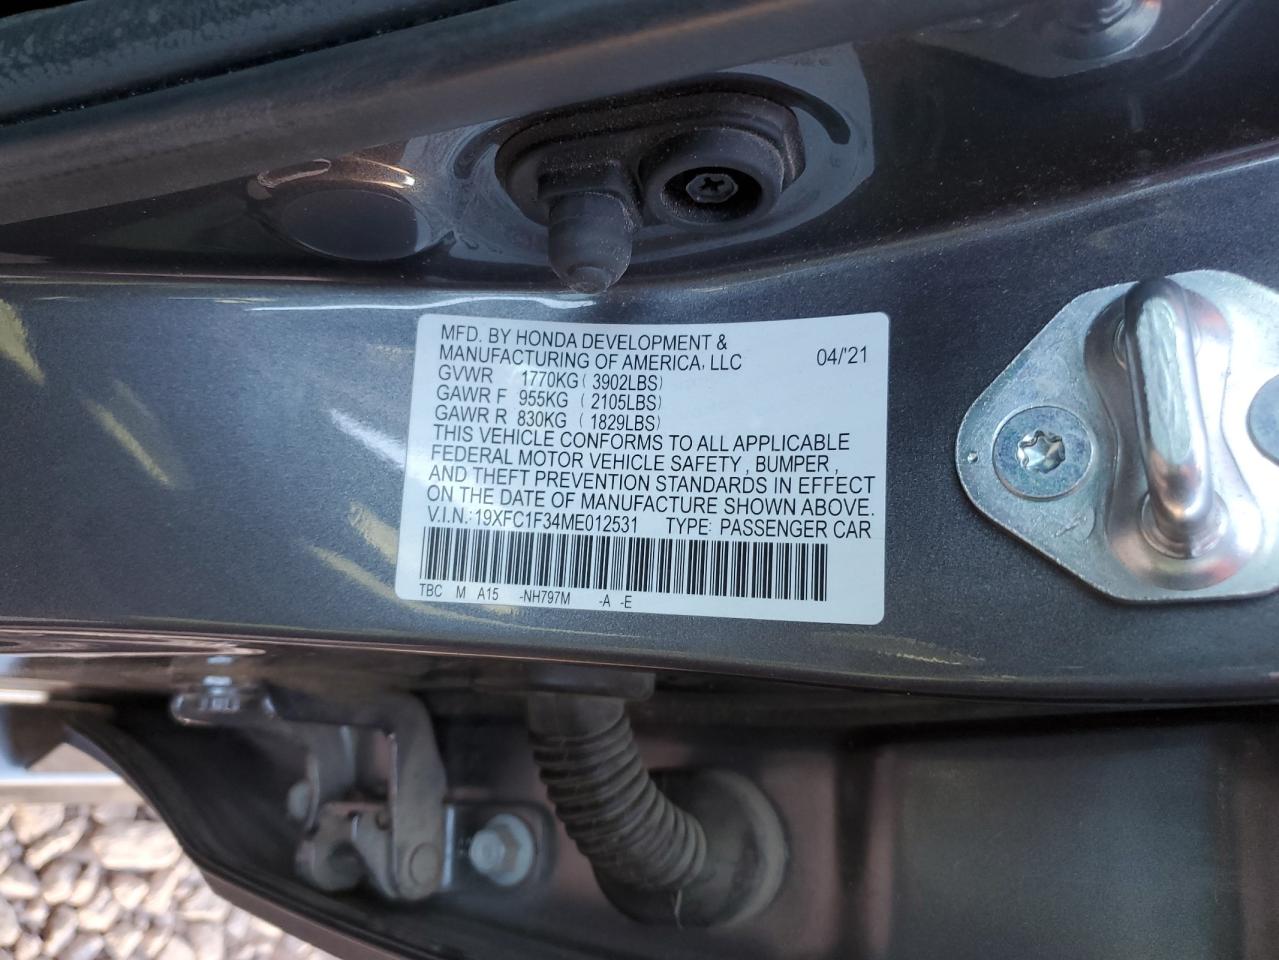 MFD. BY HONDA DEVELOPMENT &
MANUFACTURING OF AMERICA, LLC 04/'21
GVWR 1770KG ( 3902LBS)
GAWR F 955KG ( 2105LBS)
GAWR R 830KG ( 1829LBS)
THIS VEHICLE CONFORMS TO ALL APPLICABLE
FEDERAL MOTOR VEHICLE SAFETY , BUMPER ,
AND THEFT PREVENTION STANDARDS IN EFFECT
ON THE DATE OF MANUFACTURE SHOWN ABOVE.
V.I.N.: 19XFC1F34ME012531 TYPE: PASSENGER CAR
TBC M A15 -NH797M -A -E